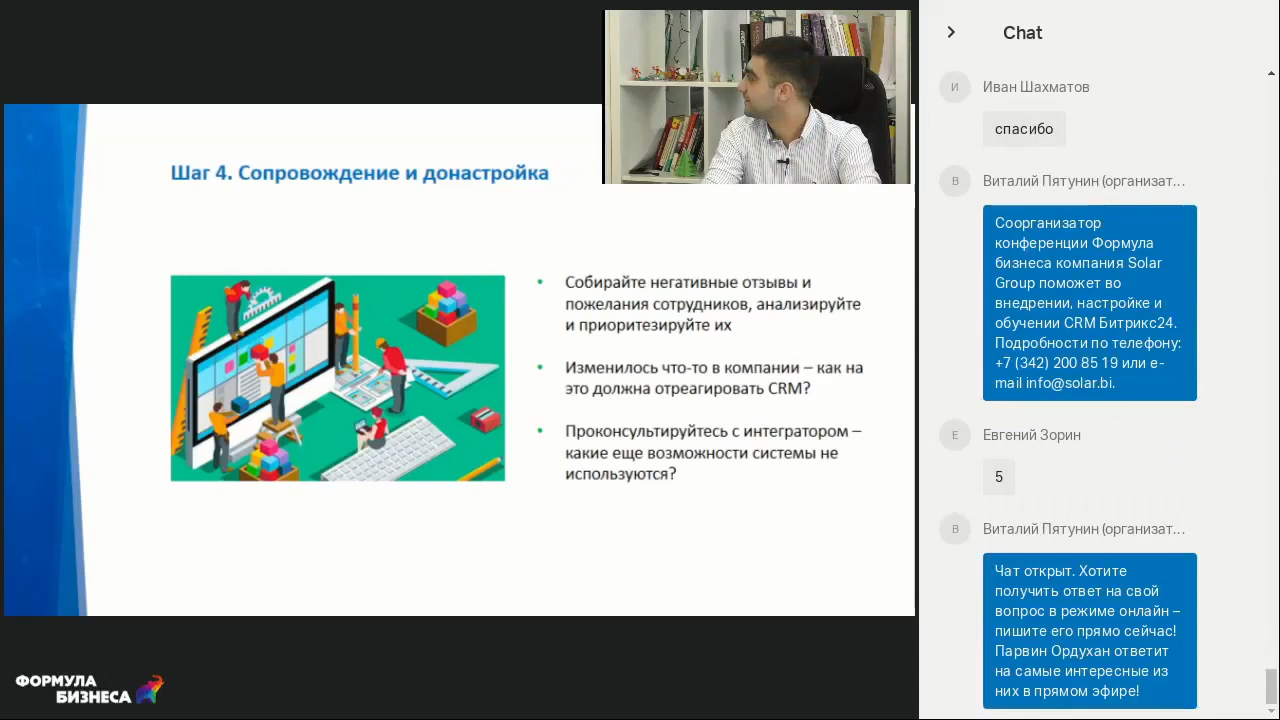 Шаг 4. Сопровождение и донастройка
• Собирайте негативные отзывы и
пожелания сотрудников, анализируйте
и приоритезируйте их
• Изменилось что-то в компании – как на
это должна отреагировать CRM?
• Проконсультируйтесь с интегратором –
какие еще возможности системы не
используются?
ФОРМУЛА
БИЗНЕСА
Chat
И
Иван Шахматов
спасибо
В
Виталий Пятунин (организат...
Соорганизатор
конференции Формула
бизнеса компания Solar
Group поможет во
внедрении, настройке и
обучении CRM Битрикс24.
Подробности по телефону:
+7 (342) 200 85 19 или e-
mail info@solar.bi.
Е
Евгений Зорин
5
В
Виталий Пятунин (организат...
Чат открыт. Хотите
получить ответ на свой
вопрос в режиме онлайн –
пишите его прямо сейчас!
Парвин Ордухан ответит
на самые интересные из
них в прямом эфире!